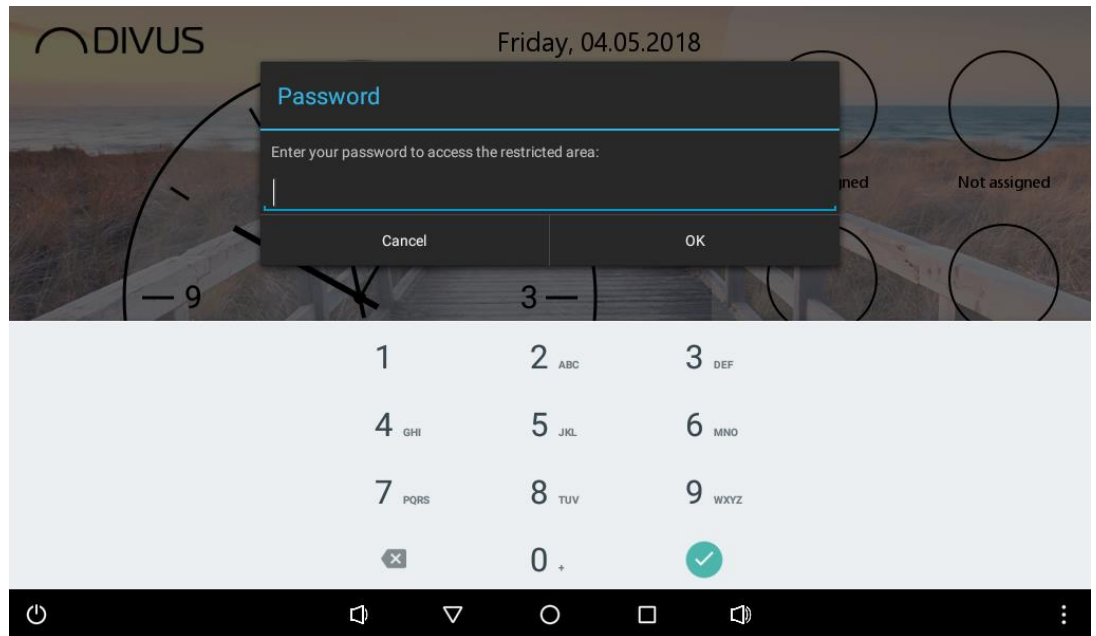 DIVUS
Friday, 04.05.2018
Password
Enter your password to access the restricted area:
gned
Not assigned
Cancel
OK
9
3
1
2 ABC
3 DEF
4 GHI
5 JKL
6 MNO
7 PQRS
8 TUV
9 WXYZ
0 +